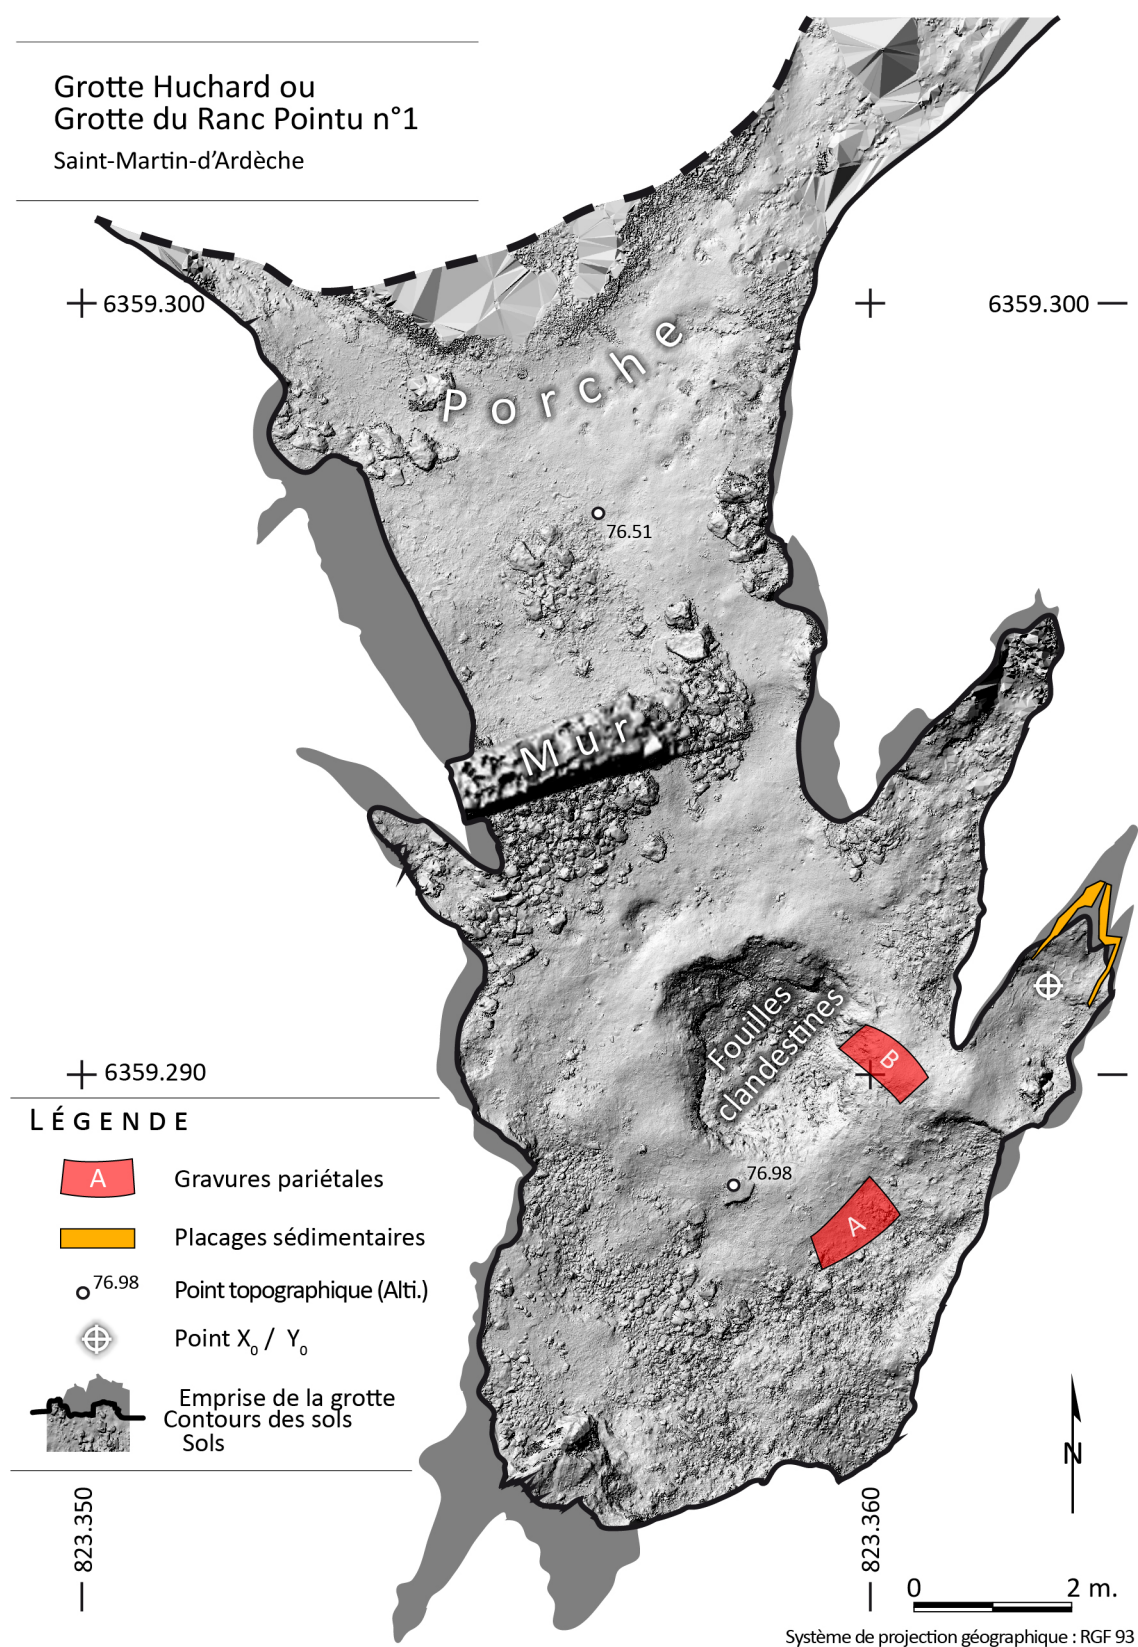 Grotte Huchard ou
Grotte du Ranc Pointu n°1
Saint-Martin-d'Ardèche
6359.300
6359.300
Porche
76.51
Mur
Fouilles
clandestines
B
6359.290
76.98
A
LÉGENDE
A
Gravures pariétales
Placages sédimentaires
76.98
Point topographique (Alti.)
Point X₀ / Y₀
Emprise de la grotte
Contours des sols
Sols
N
823.350
823.360
0 2 m.
Système de projection géographique : RGF 93